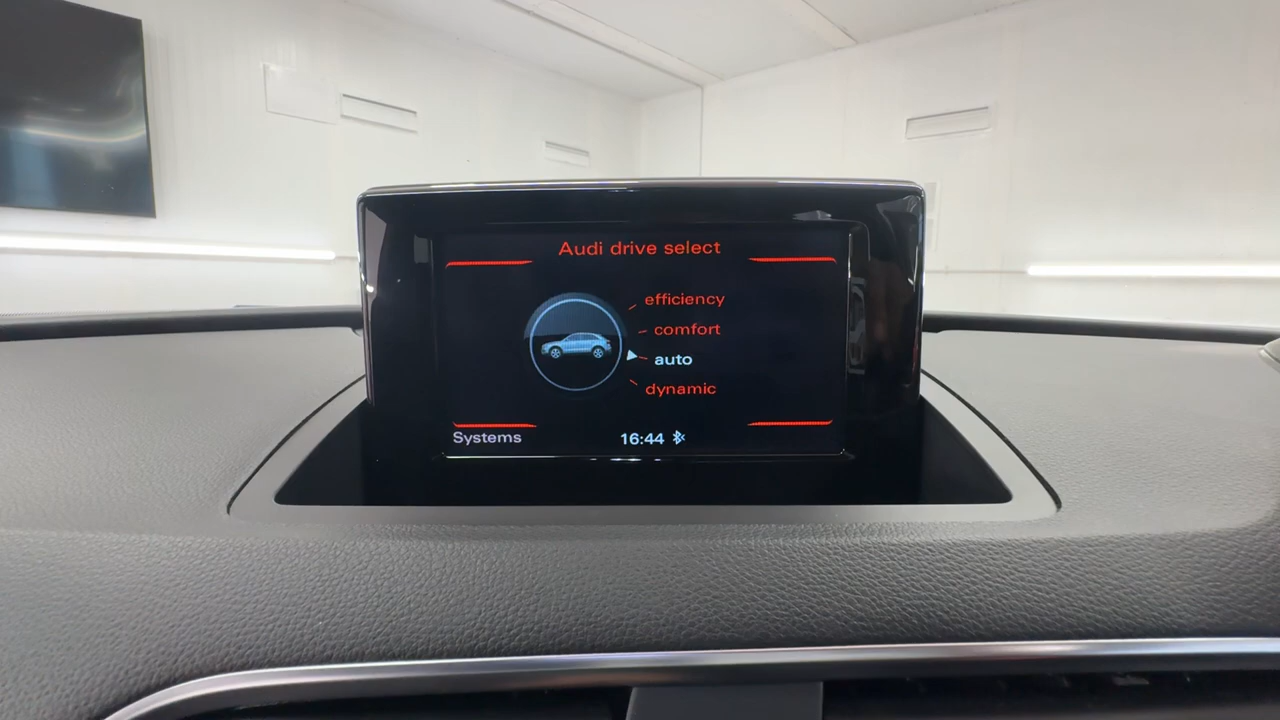 Audi drive select
efficiency
comfort
auto
dynamic
Systems 16:44